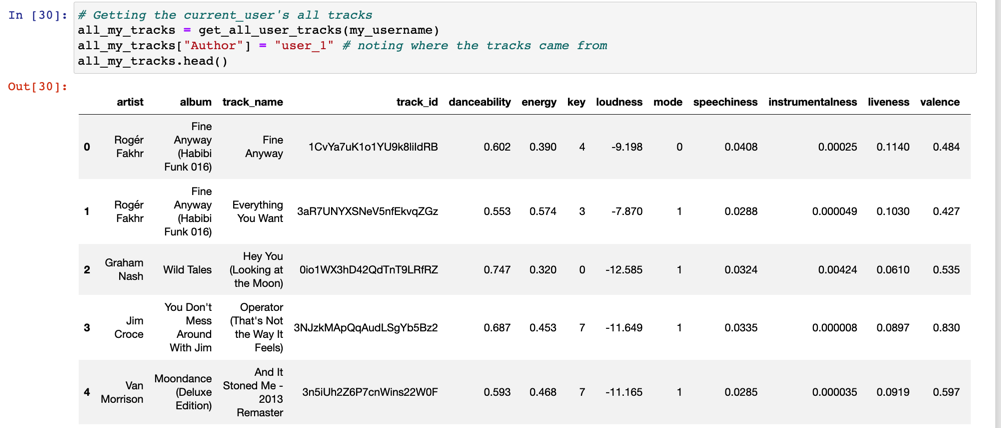 In [30]: # Getting the current_user's all tracks
all_my_tracks = get_all_user_tracks(my_username)
all_my_tracks["Author"] = "user_1" # noting where the tracks came from
all_my_tracks.head()
Out[30]:
artist album track_name track_id danceability energy key loudness mode speechiness instrumentalness liveness valence
0 Rogér Fakhr Fine Anyway (Habibi Funk 016) Fine Anyway 1CvYa7uK1o1YU9k8liIdRB 0.602 0.390 4 -9.198 0 0.0408 0.00025 0.1140 0.484
1 Rogér Fakhr Fine Anyway (Habibi Funk 016) Everything You Want 3aR7UNYXSNeV5nfEkvqZGz 0.553 0.574 3 -7.870 1 0.0288 0.000049 0.1030 0.427
2 Graham Nash Wild Tales Hey You (Looking at the Moon) 0io1WX3hD42QdTnT9LRfRZ 0.747 0.320 0 -12.585 1 0.0324 0.00424 0.0610 0.535
3 Jim Croce You Don't Mess Around With Jim Operator (That's Not the Way It Feels) 3NJzkMApQqAudLSgYb5Bz2 0.687 0.453 7 -11.649 1 0.0335 0.000008 0.0897 0.830
4 Van Morrison Moondance (Deluxe Edition) And It Stoned Me - 2013 Remaster 3n5iUh2Z6P7cnWins22W0F 0.593 0.468 7 -11.165 1 0.0285 0.000035 0.0919 0.597